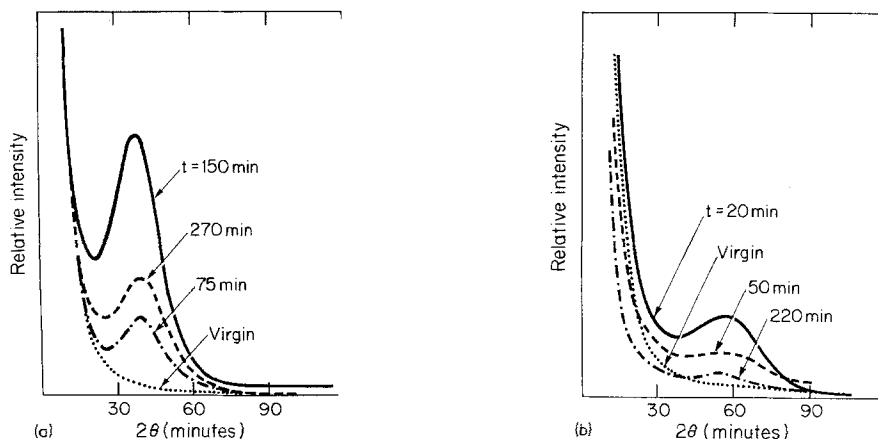 Relative intensity
t = 150 min
270 min
75 min
Virgin
30
60
90
(a)
2θ (minutes)
Relative intensity
t = 20 min
Virgin
50 min
220 min
30
60
90
(b)
2θ (minutes)